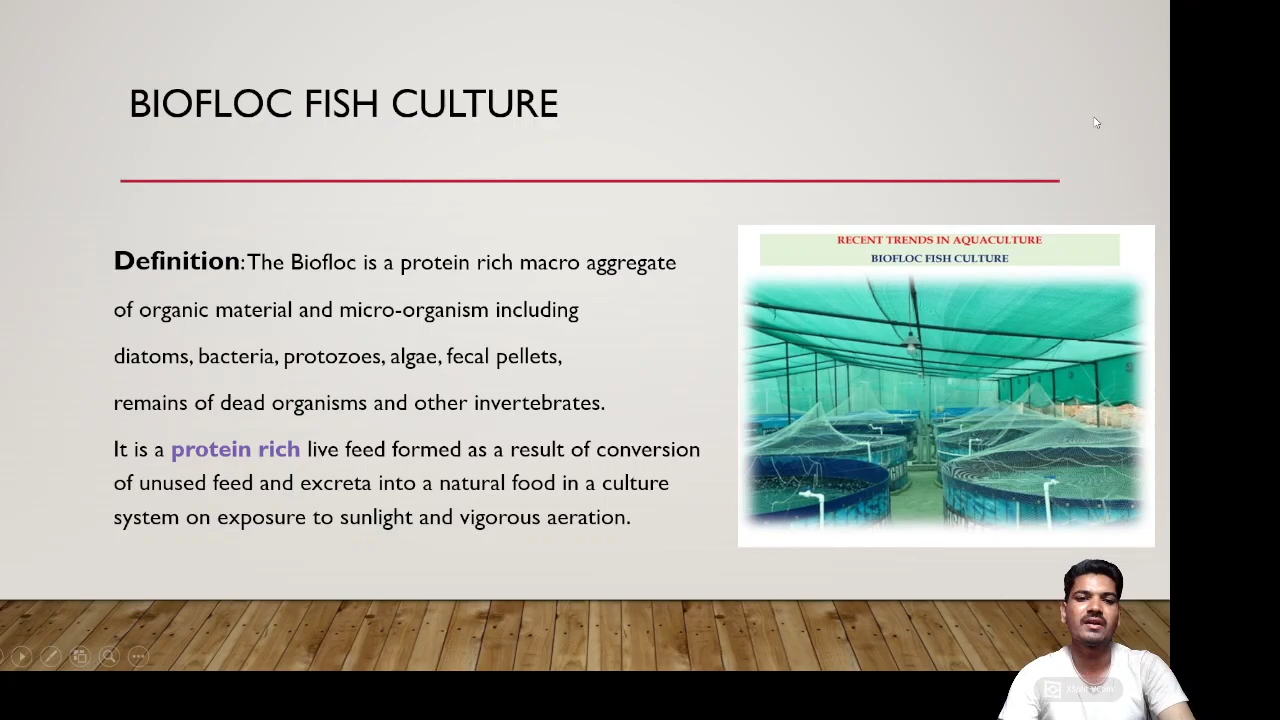 BIOFLOC FISH CULTURE
Definition: The Biofloc is a protein rich macro aggregate
of organic material and micro-organism including
diatoms, bacteria, protozoes, algae, fecal pellets,
remains of dead organisms and other invertebrates.
It is a protein rich live feed formed as a result of conversion
of unused feed and excreta into a natural food in a culture
system on exposure to sunlight and vigorous aeration.
RECENT TRENDS IN AQUACULTURE
BIOFLOC FISH CULTURE
XSplit VCam